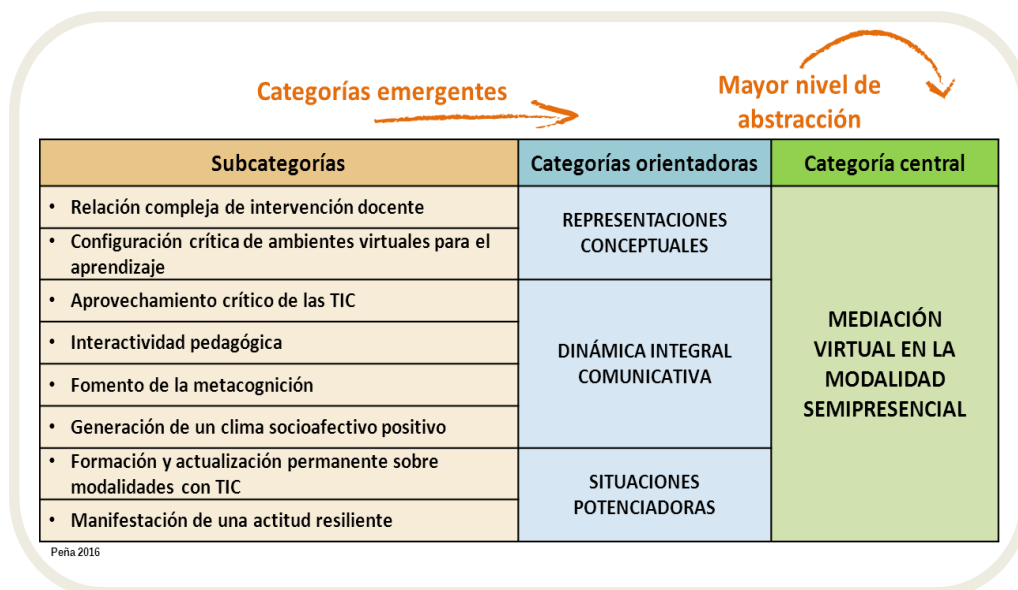 Categorías emergentes
Mayor nivel de
abstracción
Subcategorías
Categorías orientadoras
Categoría central
• Relación compleja de intervención docente
• Configuración crítica de ambientes virtuales para el
aprendizaje
REPRESENTACIONES
CONCEPTUALES
• Aprovechamiento crítico de las TIC
• Interactividad pedagógica
• Fomento de la metacognición
• Generación de un clima socioafectivo positivo
DINÁMICA INTEGRAL
COMUNICATIVA
• Formación y actualización permanente sobre
modalidades con TIC
• Manifestación de una actitud resiliente
SITUACIONES
POTENCIADORAS
MEDIACIÓN
VIRTUAL EN LA
MODALIDAD
SEMIPRESENCIAL
Peña 2016